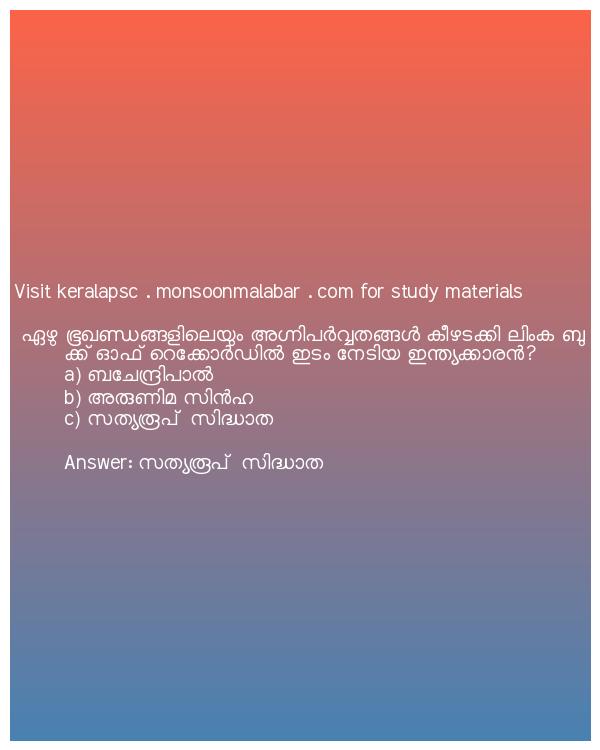 Visit keralapsc . monsoonmalabar . com for study materials
ഏഴു ഭൂഖണ്ഡങ്ങളിലെയും അഗ്നിപർവ്വതങ്ങൾ കീഴടക്കി ലിംക ബു
ക്ക് ഓഫ് റെക്കോർഡിൽ ഇടം നേടിയ ഇന്ത്യക്കാരൻ?
a) ബചേന്ദ്രിപാൽ
b) അരുണിമ സിൻഹ
c) സത്യരൂപ് സിദ്ധാത
Answer: സത്യരൂപ് സിദ്ധാത